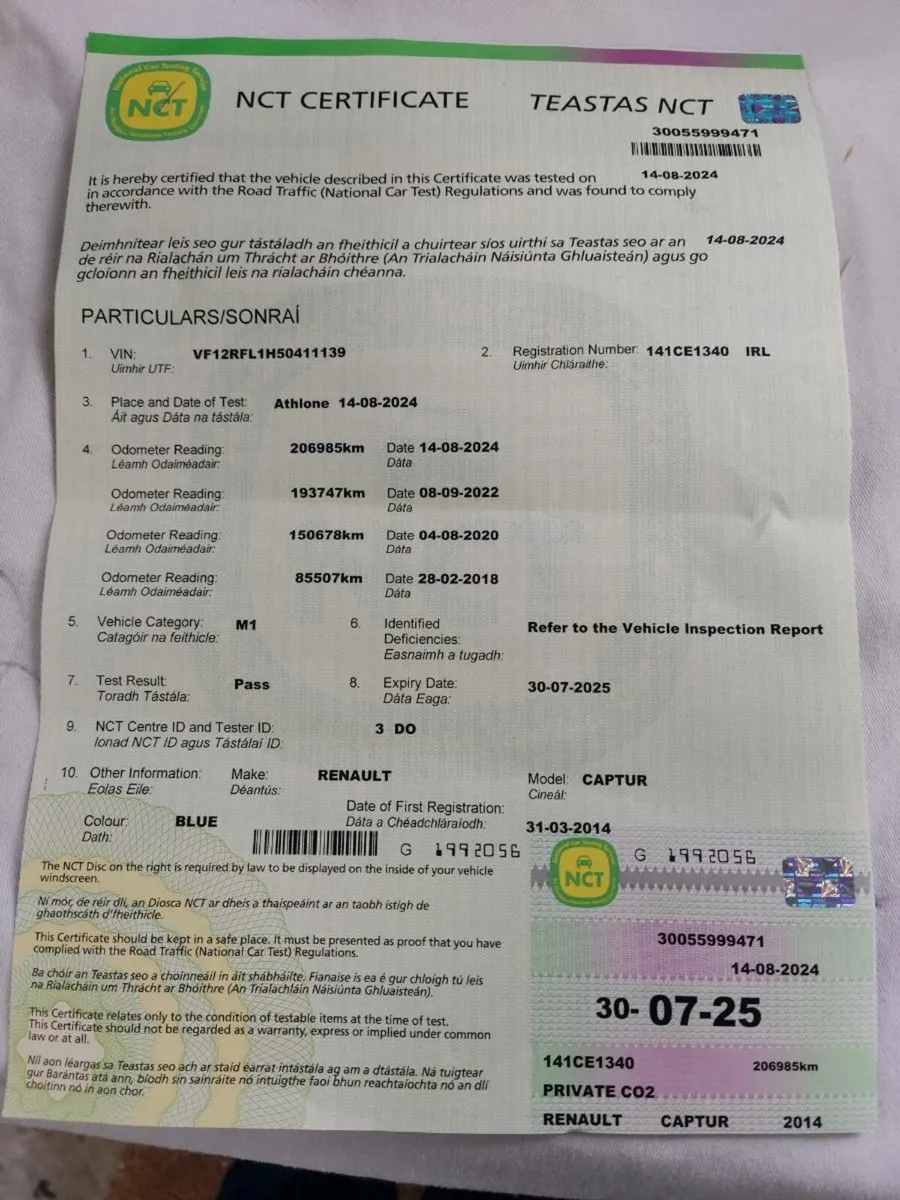 NCT
NCT CERTIFICATE
TEASTAS NCT
30055999471
It is hereby certified that the vehicle described in this Certificate was tested on 14-08-2024
in accordance with the Road Traffic (National Car Test) Regulations and was found to comply
therewith.
Deimhnítear leis seo gur tástáladh an fheithicil a chuirtear síos uirthi sa Teastas seo ar an 14-08-2024
de réir na Rialachán um Thrácht ar Bhóithre (An Trialacháin Náisiúnta Ghluaisteán) agus go
gcloíonn an fheithicil leis na rialacháin chéanna.
PARTICULARS/SONRAÍ
1. VIN: VF12RFL1H50411139 2. Registration Number: 141CE1340 IRL
Uimhir UTF: Uimhir Chláraithe:
3. Place and Date of Test: Athlone 14-08-2024
Áit agus Dáta na tástála:
4. Odometer Reading: 206985km Date 14-08-2024
Léamh Odaiméadair: Dáta
Odometer Reading: 193747km Date 08-09-2022
Léamh Odaiméadair: Dáta
Odometer Reading: 150678km Date 04-08-2020
Léamh Odaiméadair: Dáta
Odometer Reading: 85507km Date 28-02-2018
Léamh Odaiméadair: Dáta
5. Vehicle Category: M1 6. Identified
Catagóir na feithicle: Deficiencies: Refer to the Vehicle Inspection Report
Easnaimh a tugadh:
7. Test Result: Pass 8. Expiry Date: 30-07-2025
Toradh Tástála: Dáta Eaga:
9. NCT Centre ID and Tester ID: 3 DO
Ionad NCT ID agus Tástálaí ID:
10. Other Information: Make: RENAULT Model: CAPTUR
Eolas Eile: Déantús: Cineál:
Colour: BLUE Date of First Registration: 31-03-2014
Dath: Dáta a Chéadchláraíodh:
G 1992056
The NCT Disc on the right is required by law to be displayed on the inside of your vehicle
windscreen.
Ní mór, de réir dlí, an Diosca NCT ar dheis a thaispeint ar an taobh istigh de
ghaothscáth d'fheithicle.
This Certificate should be kept in a safe place. It must be presented as proof that you have
complied with the Road Traffic (National Car Test) Regulations.
Ba chóir an Teastas seo a choinneáil in áit shábháilte. Fianaise is ea é gur chloígh tú leis
na Rialacháin um Thrácht ar Bhóithre (An Trialachláin Náisiúnta Ghluaisteán).
This Certificate relates only to the condition of testable items at the time of test.
This Certificate should not be regarded as a warranty, express or implied under common
law or at all.
Níl aon léargas sa Teastas seo ach ar staid éarrat intástála ag am a dtástála. Ná tuigtear
gur Barántas atá ann, bíodh sin sainráite nó intuigthe faoi bhun reachtaíochta nó an dlí
choitinn nó in aon chor.
G 1992056
NCT
30055999471
14-08-2024
30-07-25
141CE1340 206985km
PRIVATE CO2
RENAULT CAPTUR 2014